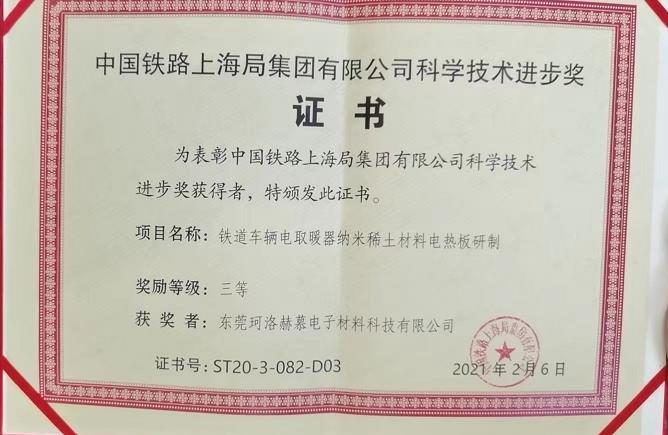 中国铁路上海局集团有限公司科学技术进步奖
证书
为表彰中国铁路上海局集团有限公司科学技术
进步奖获得者，特颁发此证书。
项目名称：铁道车辆电取暖器纳米稀土材料电热板研制
奖励等级：三等
获奖者：东莞珂洛赫慕电子材料科技有限公司
证书号：ST20-3-082-D03
2021年2月6日